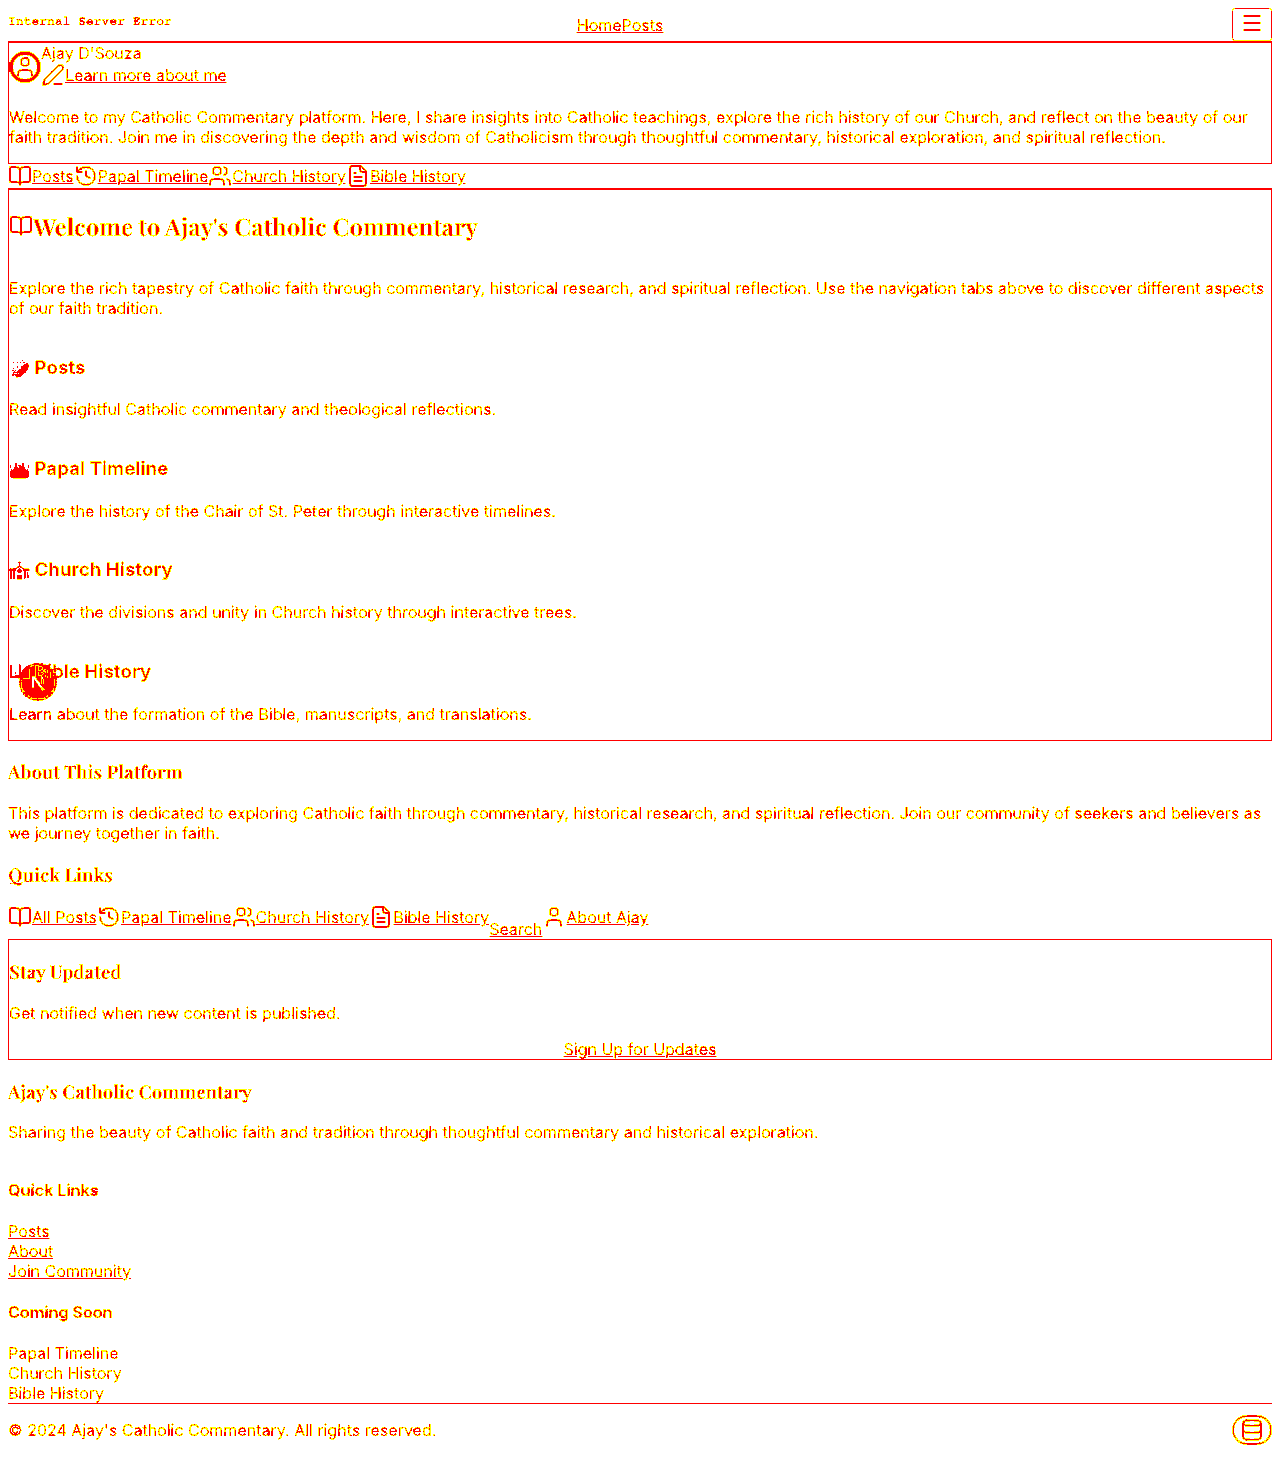 Internal Server Error
Home Posts
Ajay D'Souza
Learn more about me
Welcome to my Catholic Commentary platform. Here, I share insights into Catholic teachings, explore the rich history of our Church, and reflect on the beauty of our
faith tradition. Join me in discovering the depth and wisdom of Catholicism through thoughtful commentary, historical exploration, and spiritual reflection.
Posts Papal Timeline Church History Bible History
Welcome to Ajay's Catholic Commentary
Explore the rich tapestry of Catholic faith through commentary, historical research, and spiritual reflection. Use the navigation tabs above to discover different aspects
of our faith tradition.
Posts
Read insightful Catholic commentary and theological reflections.
Papal Timeline
Explore the history of the Chair of St. Peter through interactive timelines.
Church History
Discover the divisions and unity in Church history through interactive trees.
Bible History
N
Learn about the formation of the Bible, manuscripts, and translations.
About This Platform
This platform is dedicated to exploring Catholic faith through commentary, historical research, and spiritual reflection. Join our community of seekers and believers as
we journey together in faith.
Quick Links
All Posts Papal Timeline Church History Bible History Search About Ajay
Stay Updated
Get notified when new content is published.
Sign Up for Updates
Ajay's Catholic Commentary
Sharing the beauty of Catholic faith and tradition through thoughtful commentary and historical exploration.
Quick Links
Posts
About
Join Community
Coming Soon
Papal Timeline
Church History
Bible History
© 2024 Ajay's Catholic Commentary. All rights reserved.